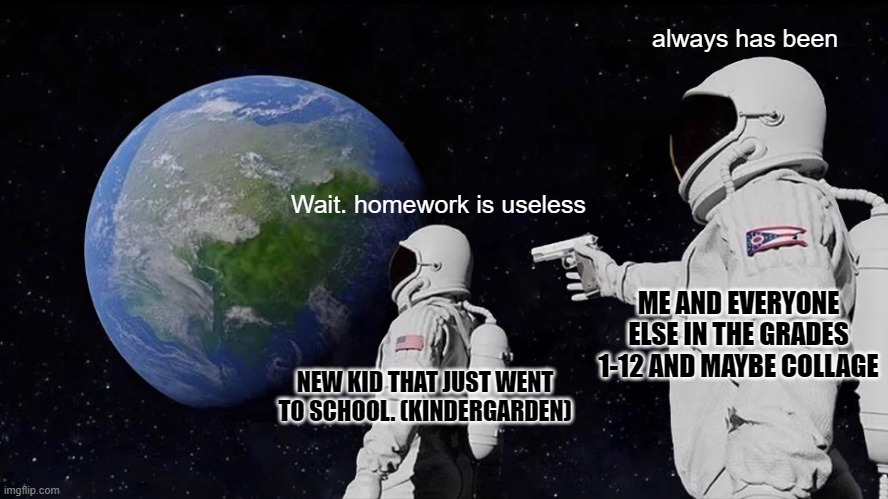 always has been
Wait. homework is useless
ME AND EVERYONE
ELSE IN THE GRADES
1-12 AND MAYBE COLLAGE
NEW KID THAT JUST WENT
TO SCHOOL. (KINDERGARDEN)
imgflip.com